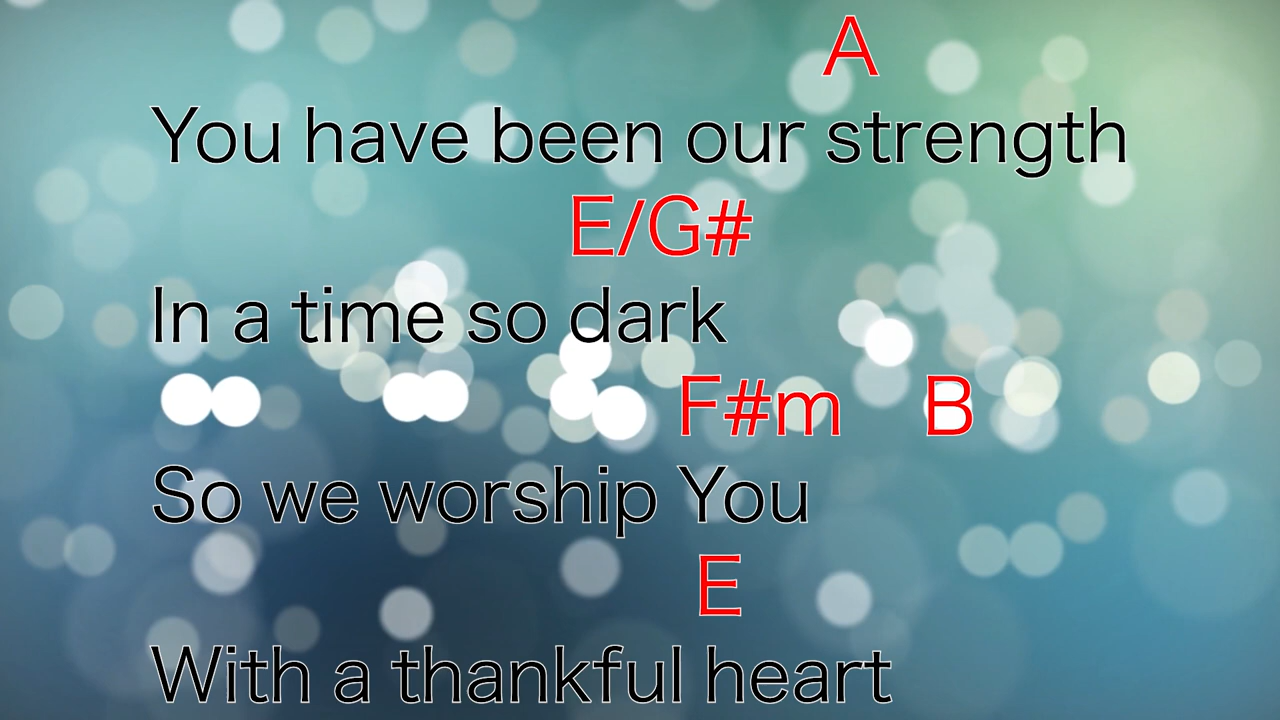 A
You have been our strength
E/G#
In a time so dark
F#m B
So we worship You
E
With a thankful heart